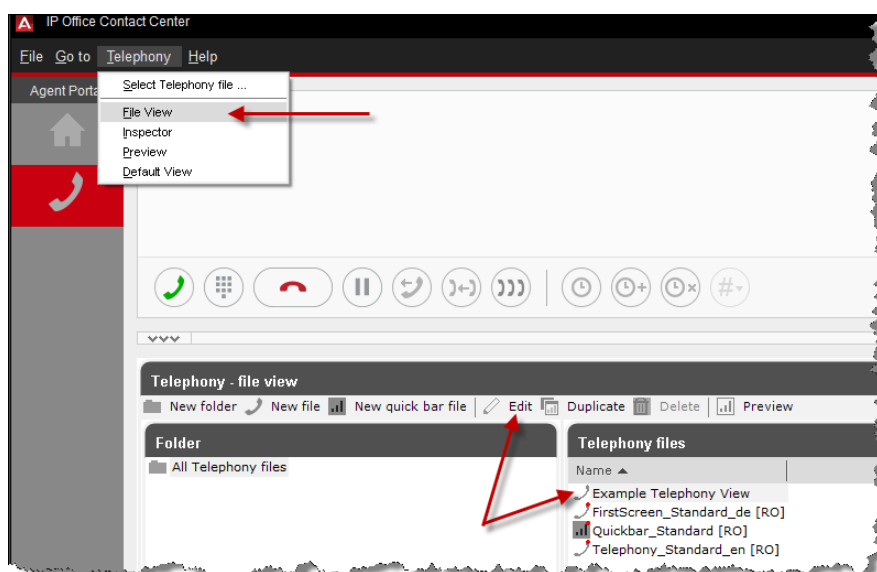 IP Office Contact Center
File Go to Telephony Help
Agent Porta
Select Telephony file ...
File View
Inspector
Preview
Default View
#
Telephony - file view
New folder New file New quick bar file Edit Duplicate Delete Preview
Folder
Telephony files
All Telephony files
Name
Example Telephony View
FirstScreen_Standard_de [RO]
Quickbar_Standard [RO]
Telephony_Standard_en [RO]